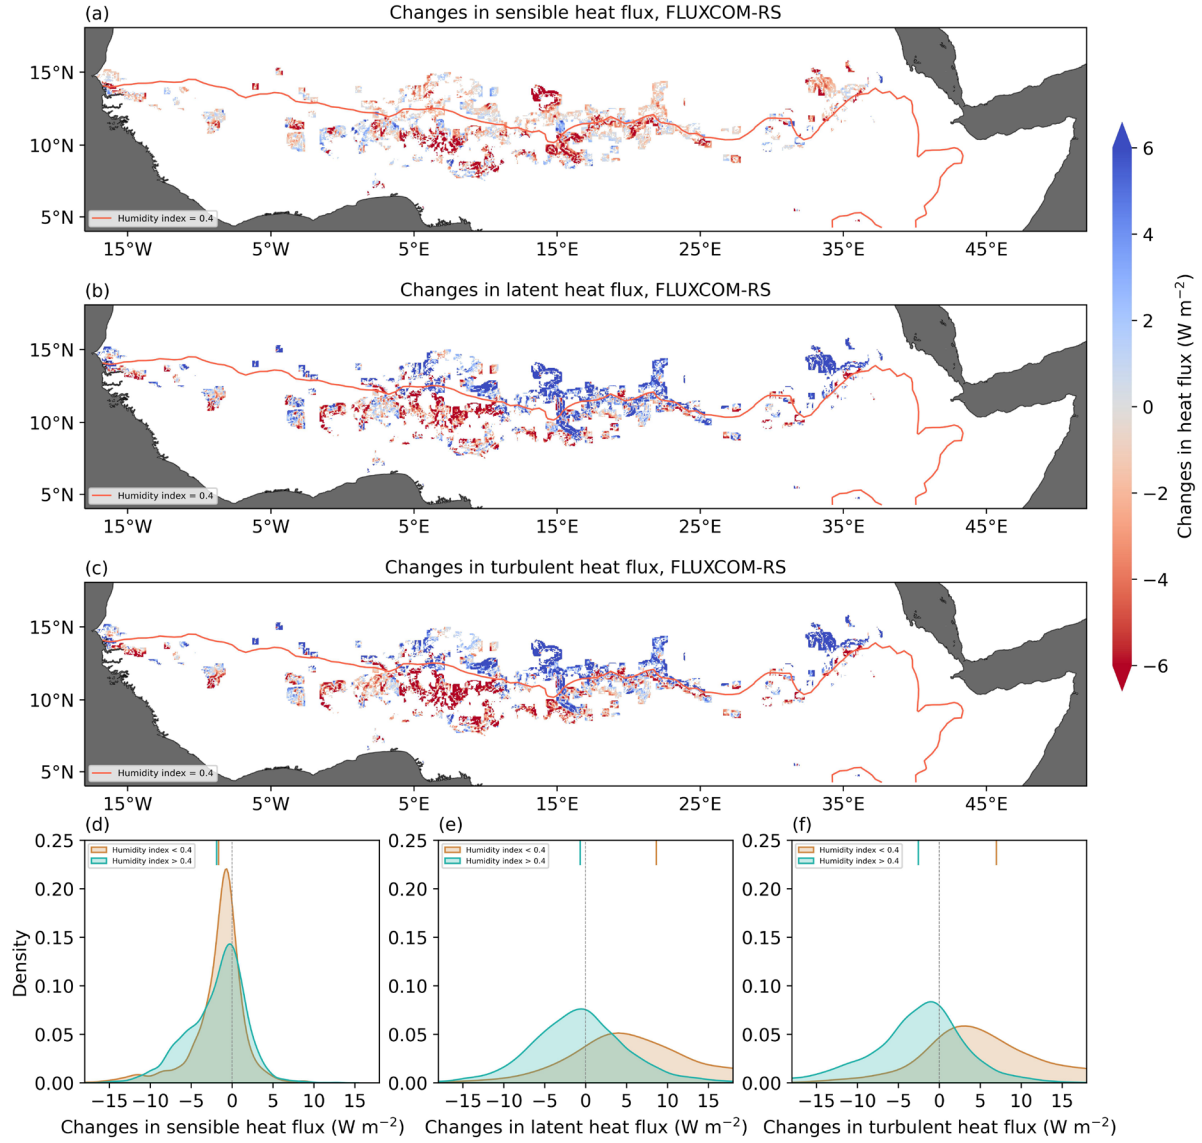 (a)
Changes in sensible heat flux, FLUXCOM-RS
15°N
10°N
5°N
Humidity index = 0.4
15°W 5°W 5°E 15°E 25°E 35°E 45°E
(b)
Changes in latent heat flux, FLUXCOM-RS
15°N
10°N
5°N
Humidity index = 0.4
15°W 5°W 5°E 15°E 25°E 35°E 45°E
(c)
Changes in turbulent heat flux, FLUXCOM-RS
15°N
10°N
5°N
Humidity index = 0.4
15°W 5°W 5°E 15°E 25°E 35°E 45°E
6
4
2
0
−2
−4
−6
Changes in heat flux (W m⁻²)
(d)
Humidity index < 0.4
Humidity index > 0.4
0.25
0.20
0.15
0.10
0.05
0.00
Density
−15 −10 −5 0 5 10 15
Changes in sensible heat flux (W m⁻²)
(e)
Humidity index < 0.4
Humidity index > 0.4
0.25
0.20
0.15
0.10
0.05
0.00
−15 −10 −5 0 5 10 15
Changes in latent heat flux (W m⁻²)
(f)
Humidity index < 0.4
Humidity index > 0.4
0.25
0.20
0.15
0.10
0.05
0.00
−15 −10 −5 0 5 10 15
Changes in turbulent heat flux (W m⁻²)